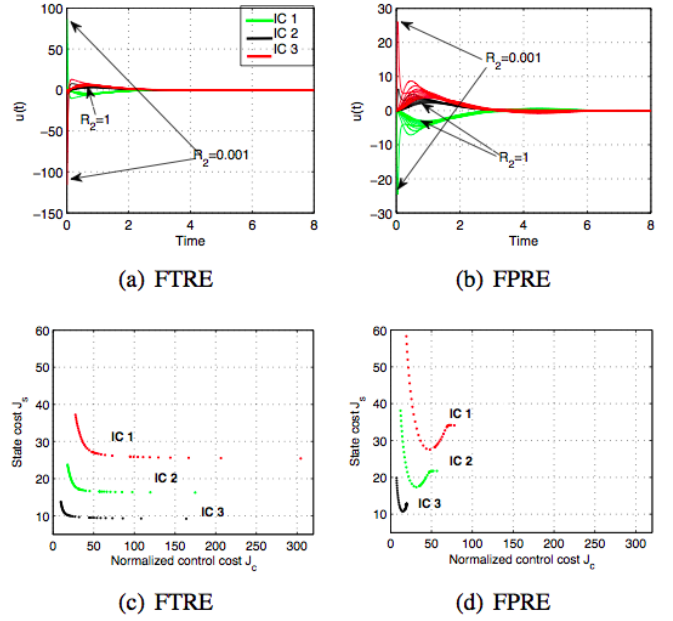 IC 1
IC 2
IC 3
R₂=1
R₂=0.001
u(t)
100
50
0
-50
-100
-150
0
2
4
6
8
Time
(a) FTRE
R₂=0.001
R₂=1
u(t)
30
20
10
0
-10
-20
-30
0
2
4
6
8
Time
(b) FPRE
State cost Jₛ
60
50
40
30
20
10
IC 1
IC 2
IC 3
0
50
100
150
200
250
300
Normalized control cost J꜀
(c) FTRE
State cost Jₛ
60
50
40
30
20
10
IC 1
IC 2
IC 3
0
50
100
150
200
250
300
Normalized control cost J꜀
(d) FPRE